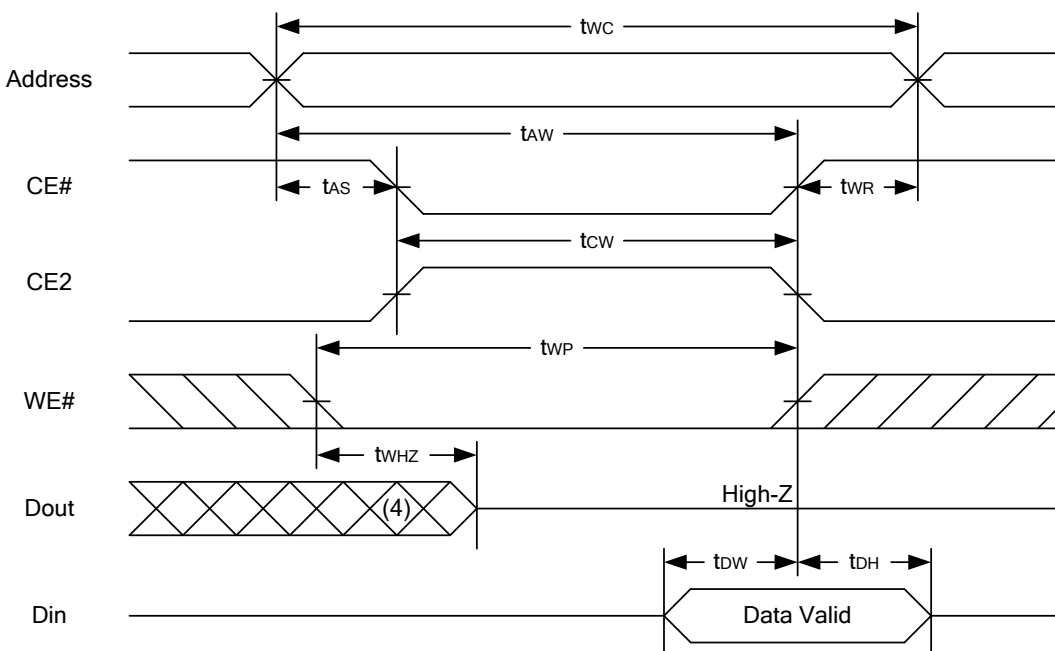 tWC
Address
tAW
CE#
tAS
tWR
tCW
CE2
tWP
WE#
tWHZ
Dout
(4)
High-Z
tDW
tDH
Din
Data Valid